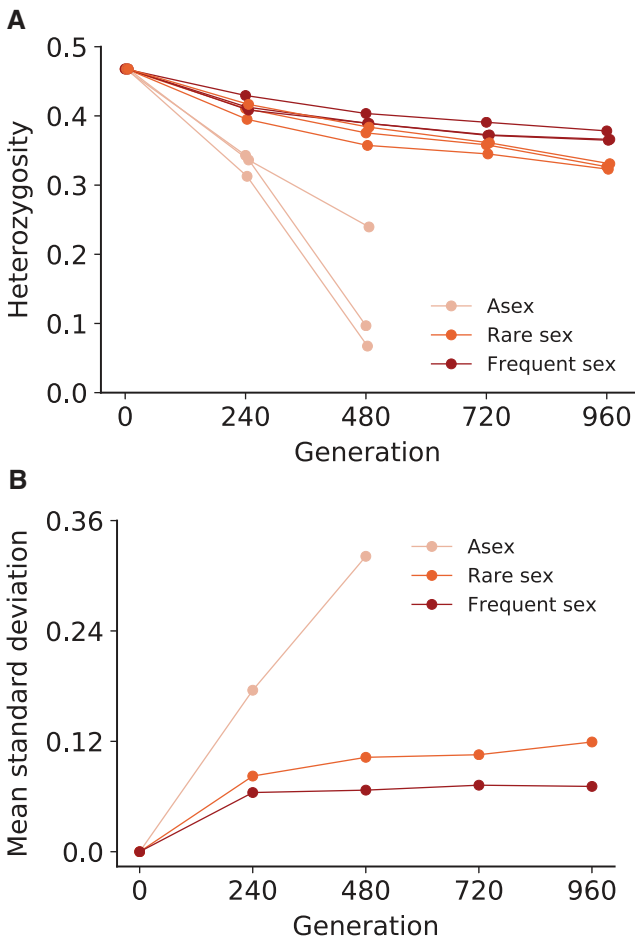 A
0.5
0.4
0.3
0.2
0.1
0.0
Heterozygosity
Asex
Rare sex
Frequent sex
0 240 480 720 960
Generation
B
0.36
0.24
0.12
0.0
Mean standard deviation
Asex
Rare sex
Frequent sex
0 240 480 720 960
Generation